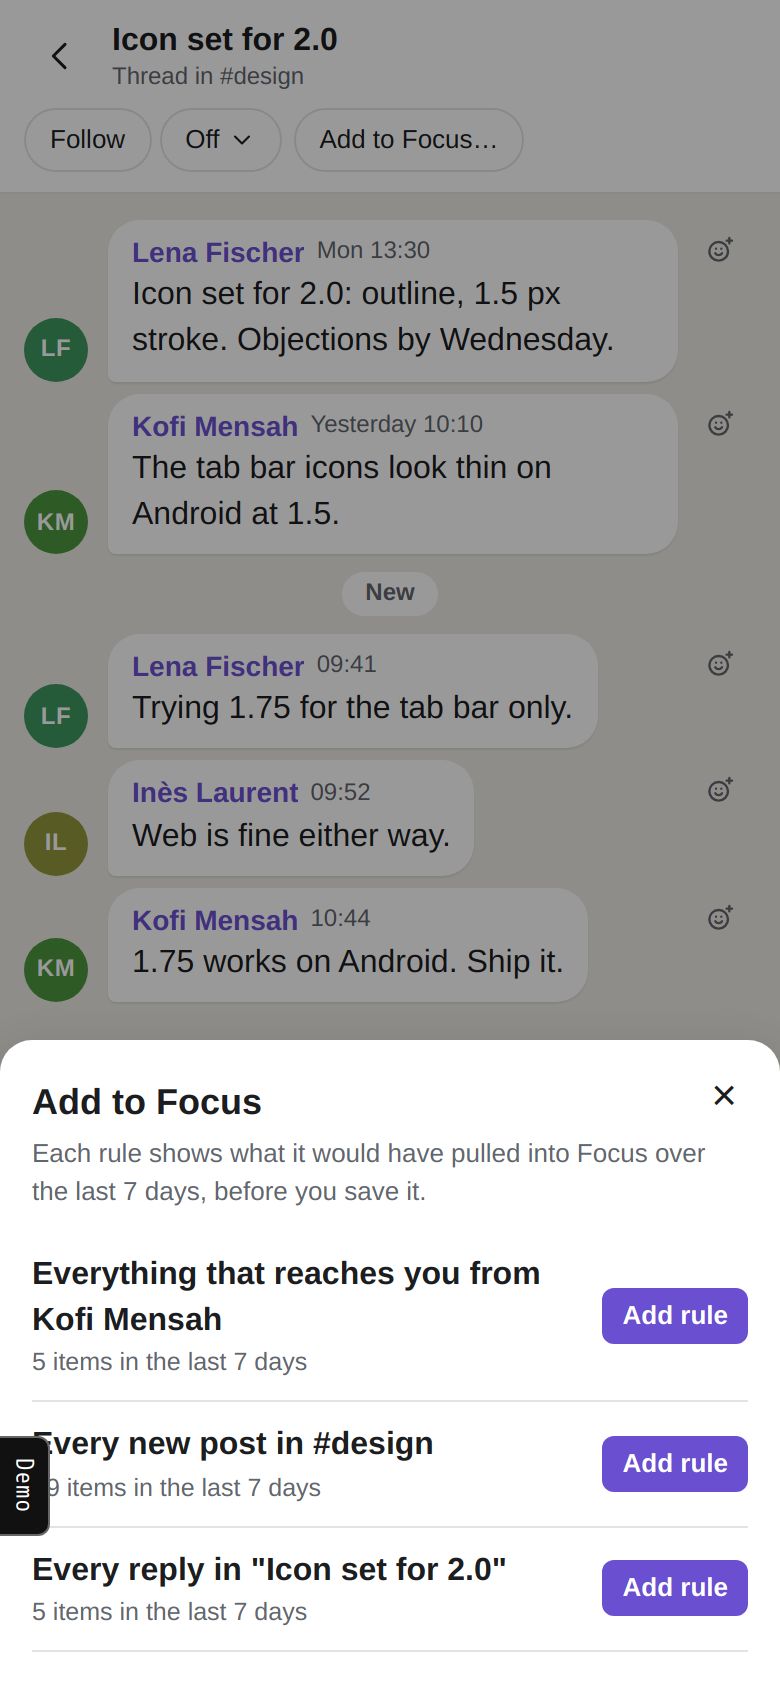 Icon set for 2.0
Thread in #design
Follow
Off
Add to Focus…
Lena Fischer Mon 13:30
Icon set for 2.0: outline, 1.5 px
stroke. Objections by Wednesday.
LF
Kofi Mensah Yesterday 10:10
The tab bar icons look thin on
Android at 1.5.
KM
New
Lena Fischer 09:41
Trying 1.75 for the tab bar only.
LF
Inès Laurent 09:52
Web is fine either way.
IL
Kofi Mensah 10:44
1.75 works on Android. Ship it.
KM
Add to Focus
Each rule shows what it would have pulled into Focus over
the last 7 days, before you save it.
Everything that reaches you from
Kofi Mensah
5 items in the last 7 days
Add rule
Every new post in #design
items in the last 7 days
Add rule
Demo
Every reply in "Icon set for 2.0"
5 items in the last 7 days
Add rule